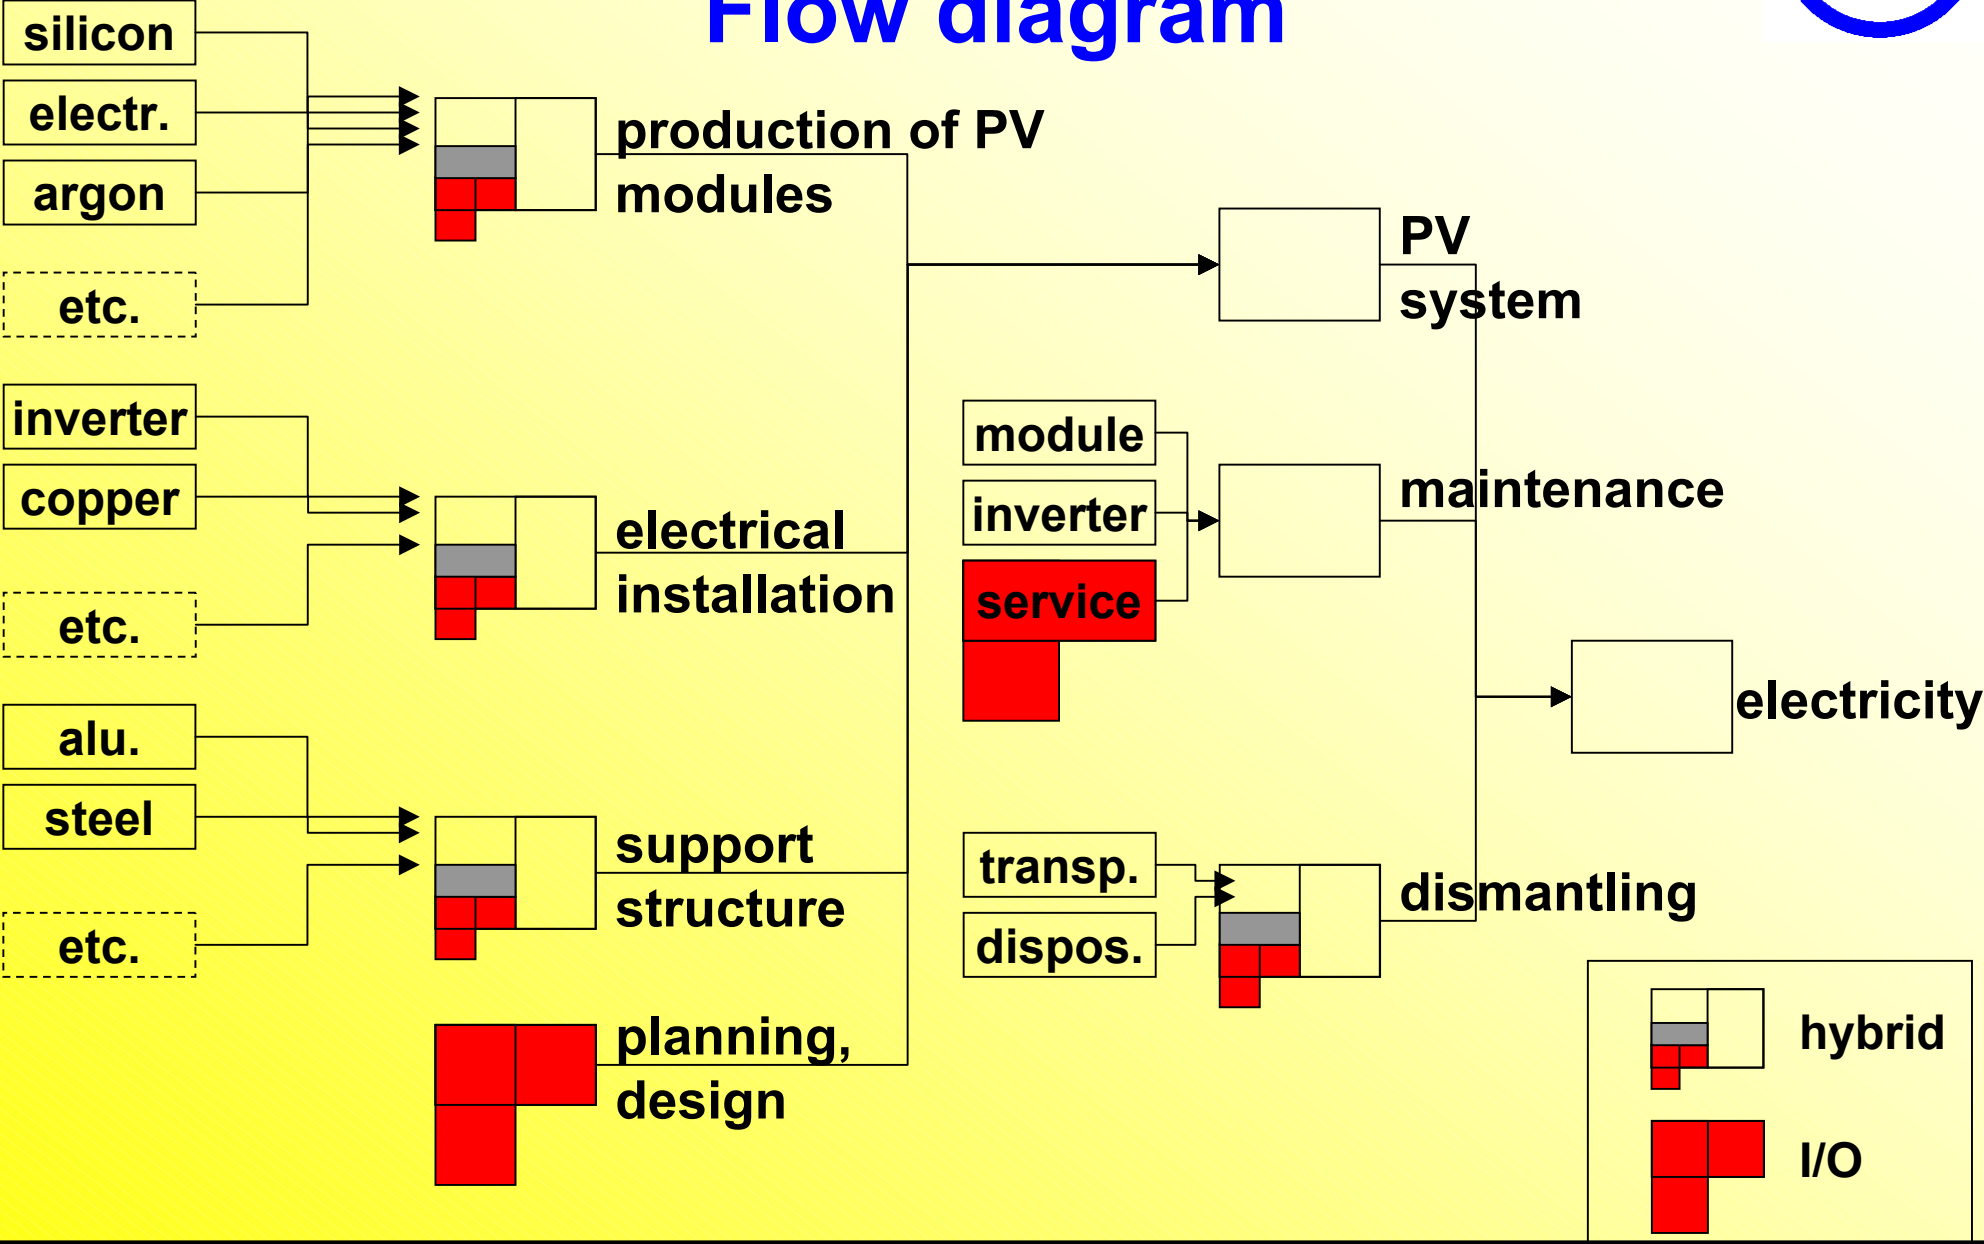 Flow diagram
silicon
electr.
argon
etc.
production of PV
modules
inverter
copper
etc.
electrical
installation
alu.
steel
etc.
support
structure
planning,
design
PV
system
module
inverter
service
maintenance
transp.
dispos.
dismantling
electricity
hybrid
I/O